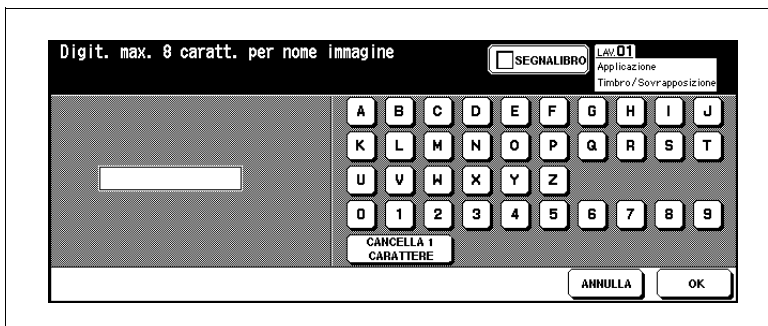 Digit. max. 8 caratt. per nome immagine
SEGNALIBRO
LAV.01
Applicazione
Timbro/Sovrapposizione
A B C D E F G H I J
K L M N O P Q R S T
U V W X Y Z
0 1 2 3 4 5 6 7 8 9
CANCELLA 1
CARATTERE
ANNULLA OK